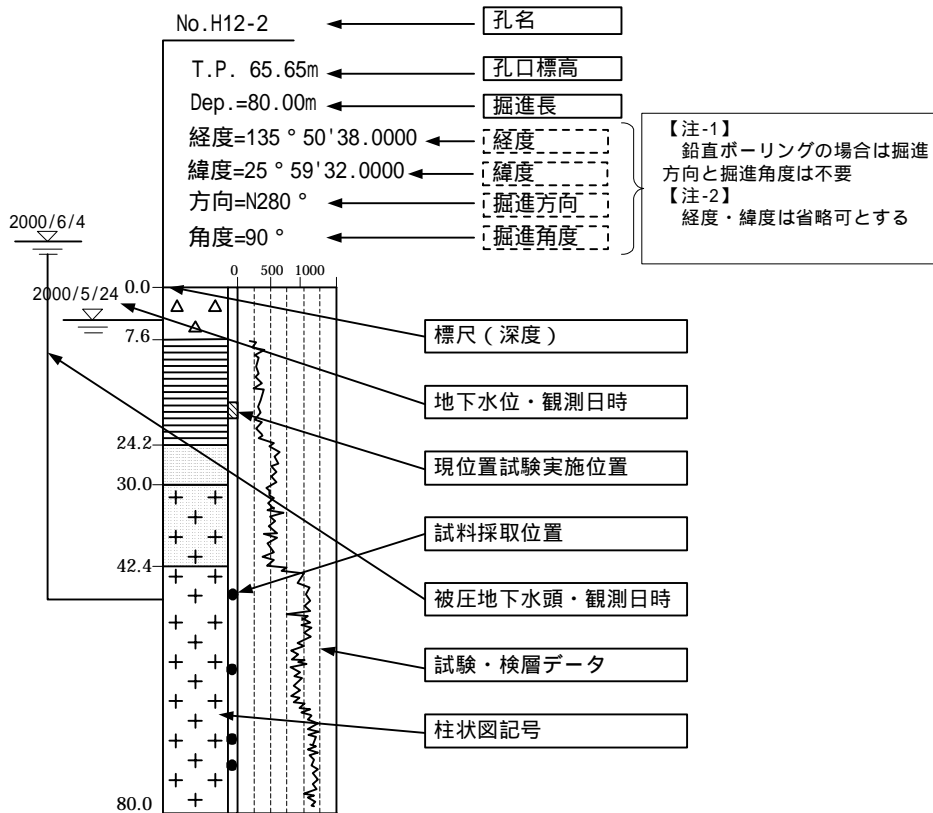 No.H12-2
孔名
T.P. 65.65m
孔口標高
Dep.=80.00m
掘進長
経度=135°50'38.0000
経度
緯度=25°59'32.0000
緯度
方向=N280°
掘進方向
角度=90°
掘進角度
【注-1】
鉛直ボーリングの場合は掘進
方向と掘進角度は不要
【注-2】
経度・緯度は省略可とする
2000/6/4
0 500 1000
0.0
2000/5/24
7.6
標尺(深度)
地下水位・観測日時
24.2
現位置試験実施位置
30.0
試料採取位置
42.4
被圧地下水頭・観測日時
試験・検層データ
柱状図記号
80.0